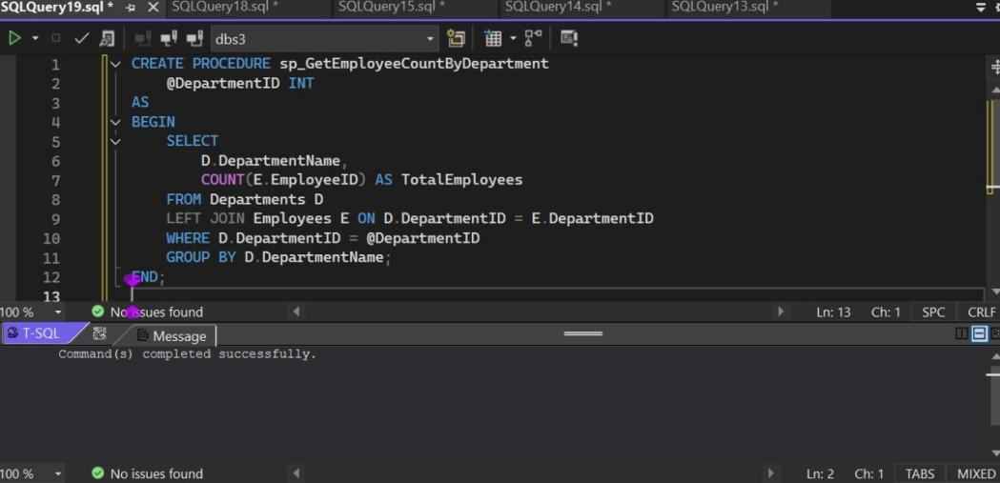 SQLQuery19.sql * SQLQuery18.sql * SQLQuery15.sql * SQLQuery14.sql * SQLQuery13.sql *
dbs3
1 CREATE PROCEDURE sp_GetEmployeeCountByDepartment
2 @DepartmentID INT
3 AS
4 BEGIN
5 SELECT
6 D.DepartmentName,
7 COUNT(E.EmployeeID) AS TotalEmployees
8 FROM Departments D
9 LEFT JOIN Employees E ON D.DepartmentID = E.DepartmentID
10 WHERE D.DepartmentID = @DepartmentID
11 GROUP BY D.DepartmentName;
12 END;
13
100 % No issues found Ln: 13 Ch: 1 SPC CRLF
T-SQL Message
Command(s) completed successfully.
100 % No issues found Ln: 2 Ch: 1 TABS MIXED